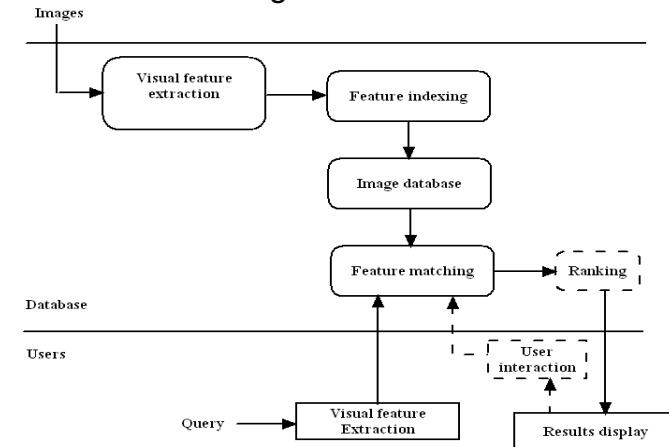 Images
Visual feature
extraction
Feature indexing
Image database
Feature matching
Ranking
Database
Users
User
interaction
Query
Visual feature
Extraction
Results display